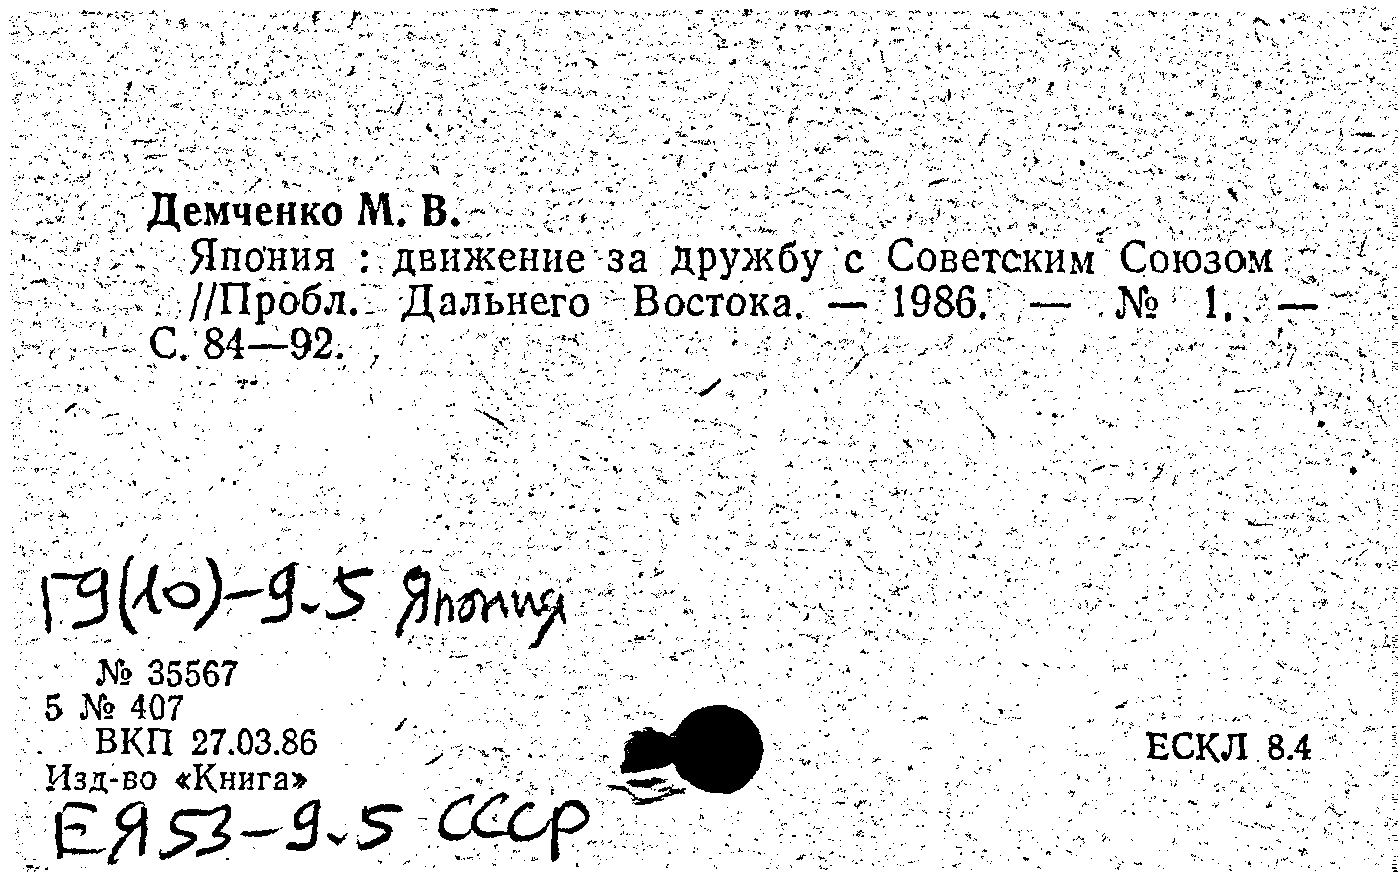 Демченко М. В.
Япония : движение за дружбу с Советским Союзом
//Пробл. Дальнего Востока. — 1986. — № 1. —
С. 84—92.
Г9(10)-9.5 Япония
№ 35567
5 № 407
ВКП 27.03.86
Изд-во «Книга»
ЕСКЛ 8.4
ЕЯ53-9.5 СССР